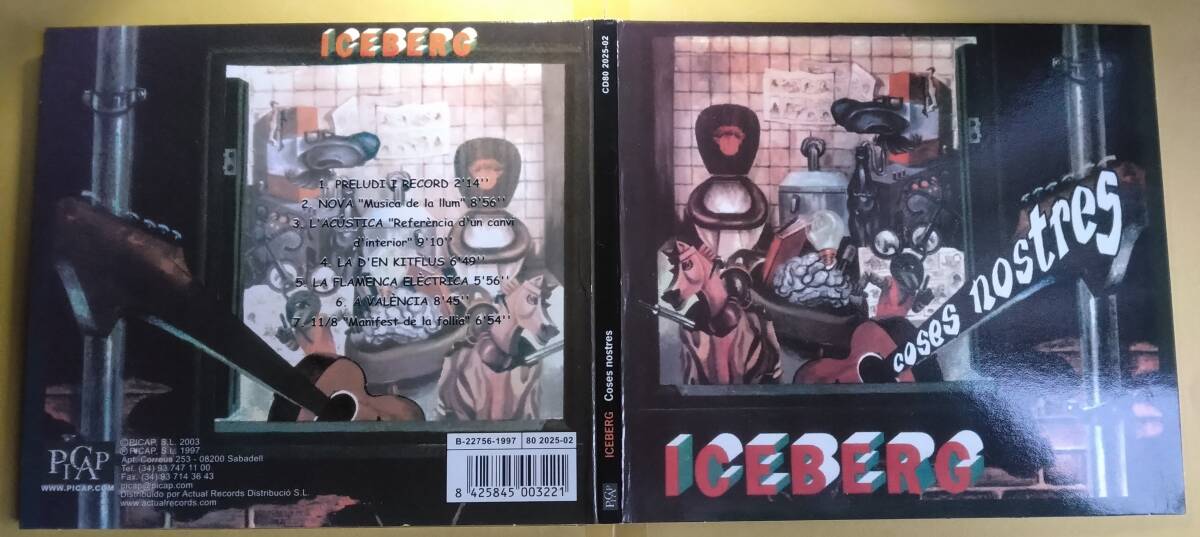 ICEBERG
1. PRELUDI I RECORD 2'14''
2. NOVA "Musica de la llum" 8'56''
3. L'ACÚSTICA "Referència d'un canvi
d'interior" 9'10''
4. LA D'EN KITFLUS 6'49''
5. LA FLAMENCA ELÈCTRICA 5'56''
6. A VALÈNCIA 8'45''
7. 11/8 "Manifest de la follia" 6'54''
PICAP
WWW.PICAP.COM
©PICAP, S.L. 2003
℗PICAP, S.L. 1997
Apt. Correus 253 - 08200 Sabadell
Tel. (34) 93 747 11 00
Fax. (34) 93 714 36 43
picap@picap.com
Distribuïdo por Actual Records Distribució S.L.
www.actualrecords.com
B-22756-1997
80 2025-02
8 425845 003221
CD80 2025-02
ICEBERG Coses nostres
PICAP
coses nostres
ICEBERG